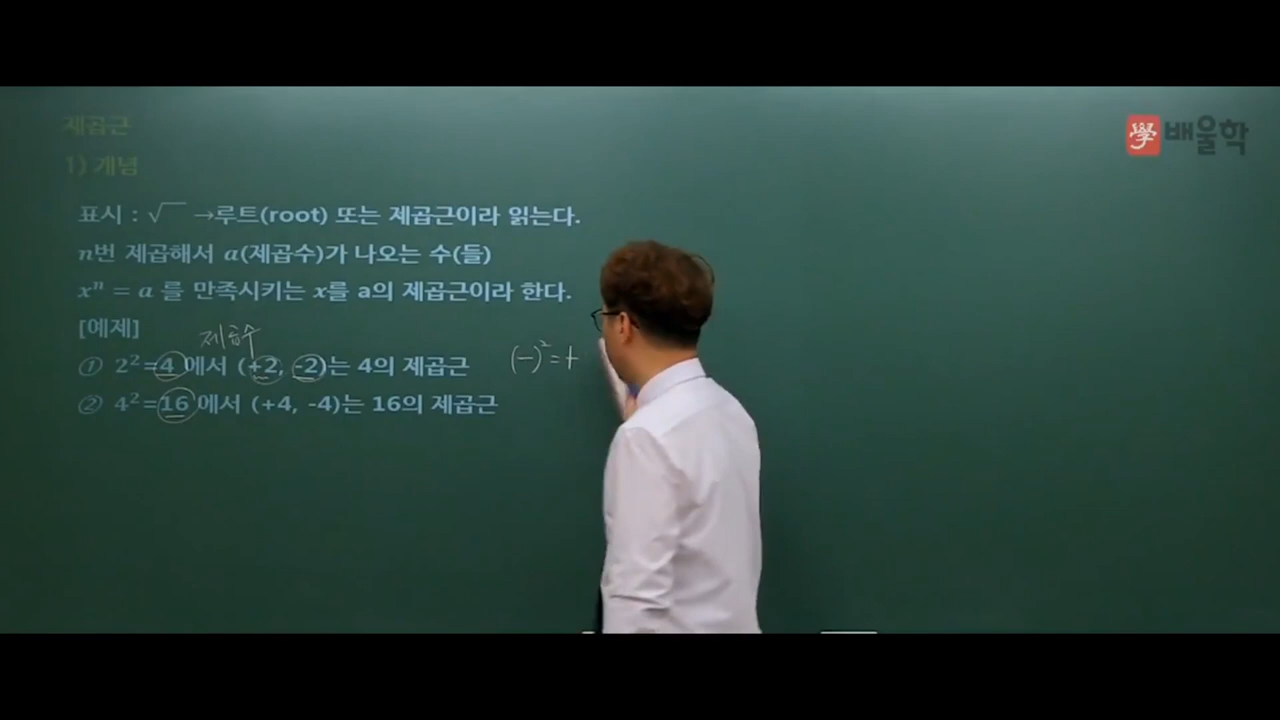 제곱근
學 배울학
1) 개념
표시 : √ →루트(root) 또는 제곱근이라 읽는다.
n번 제곱해서 a(제곱수)가 나오는 수(들)
xⁿ = a 를 만족시키는 x를 a의 제곱근이라 한다.
[예제]
제곱수
① 2²=4에서 (+2, -2)는 4의 제곱근
(-)²=+
② 4²=16에서 (+4, -4)는 16의 제곱근